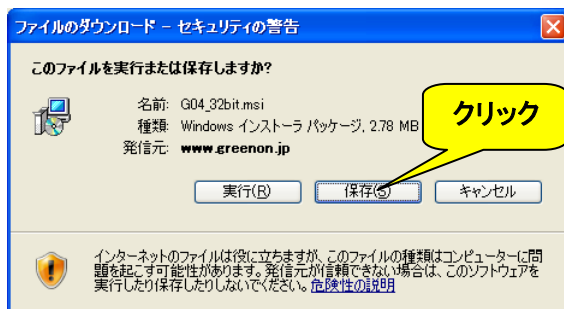 ファイルのダウンロード - セキュリティの警告
このファイルを実行または保存しますか?
名前: G04_32bit.msi
種類: Windows インストーラ パッケージ, 2.78 MB
発信元: www.greenon.jp
クリック
実行(R) 保存(S) キャンセル
インターネットのファイルは役に立ちますが、このファイルの種類はコンピューターに問
題を起こす可能性があります。発信元が信頼できない場合は、このソフトウェアを
実行したり保存したりしないでください。危険性の説明